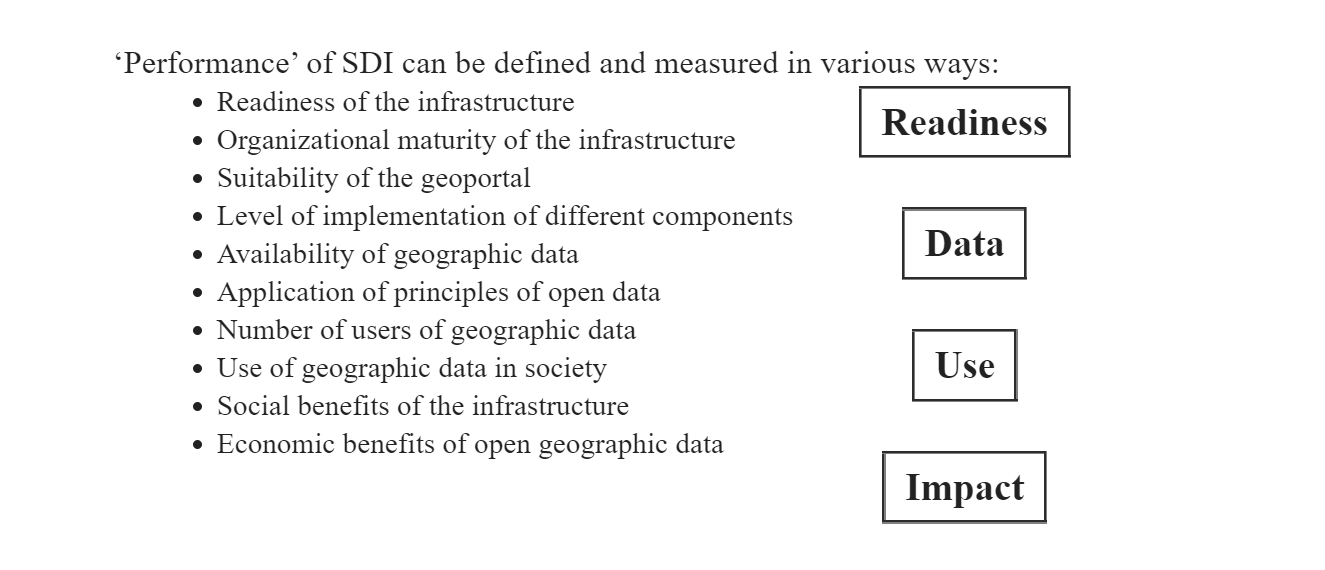 ‘Performance’ of SDI can be defined and measured in various ways:
• Readiness of the infrastructure
• Organizational maturity of the infrastructure
• Suitability of the geoportal
• Level of implementation of different components
• Availability of geographic data
• Application of principles of open data
• Number of users of geographic data
• Use of geographic data in society
• Social benefits of the infrastructure
• Economic benefits of open geographic data
Readiness
Data
Use
Impact